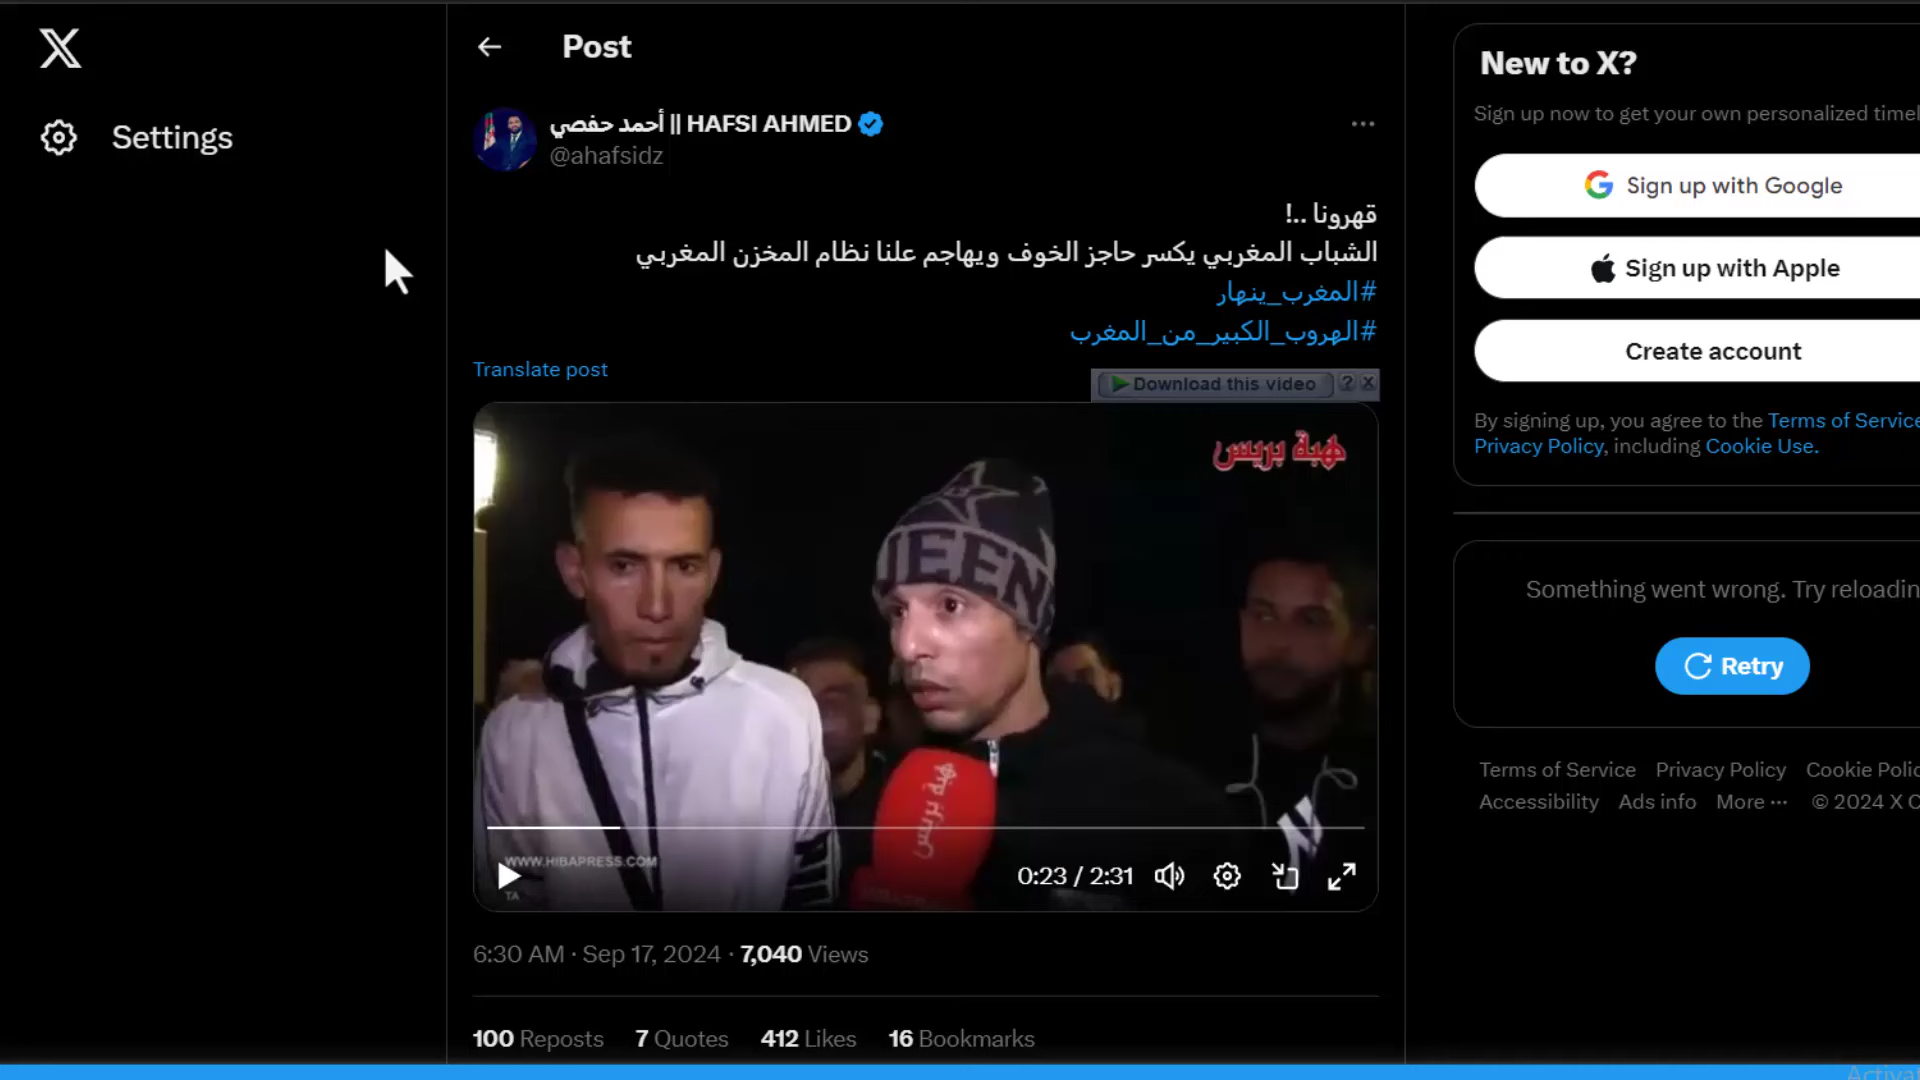 Post
New to X?
Settings
أحمد حفصي || HAFSI AHMED
@ahafsidz
Sign up now to get your own personalized timel
Sign up with Google
قهرونا ..!
الشباب المغربي يكسر حاجز الخوف ويهاجم علنا نظام المخزن المغربي
#المغرب_ينهار
#الهروب_الكبير_من_المغرب
Sign up with Apple
Create account
Translate post
Download this video ? X
By signing up, you agree to the Terms of Service
Privacy Policy, including Cookie Use.
هبة بريس
JEEN
Something went wrong. Try reloadin
Retry
هبة بريس
WWW.HIBAPRESS.COM
TA
0:23 / 2:31
Terms of Service Privacy Policy Cookie Polic
Accessibility Ads info More ··· © 2024 X C
6:30 AM · Sep 17, 2024 · 7,040 Views
100 Reposts 7 Quotes 412 Likes 16 Bookmarks
Activat